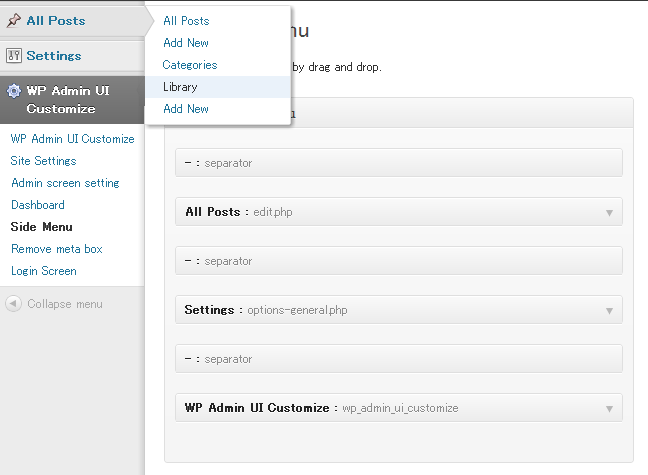 All Posts
Settings
WP Admin UI
Customize
WP Admin UI Customize
Site Settings
Admin screen setting
Dashboard
Side Menu
Remove meta box
Login Screen
Collapse menu
All Posts
Add New
Categories
Library
Add New
nu
by drag and drop.
- : separator
All Posts : edit.php
- : separator
Settings : options-general.php
- : separator
WP Admin UI Customize : wp_admin_ui_customize